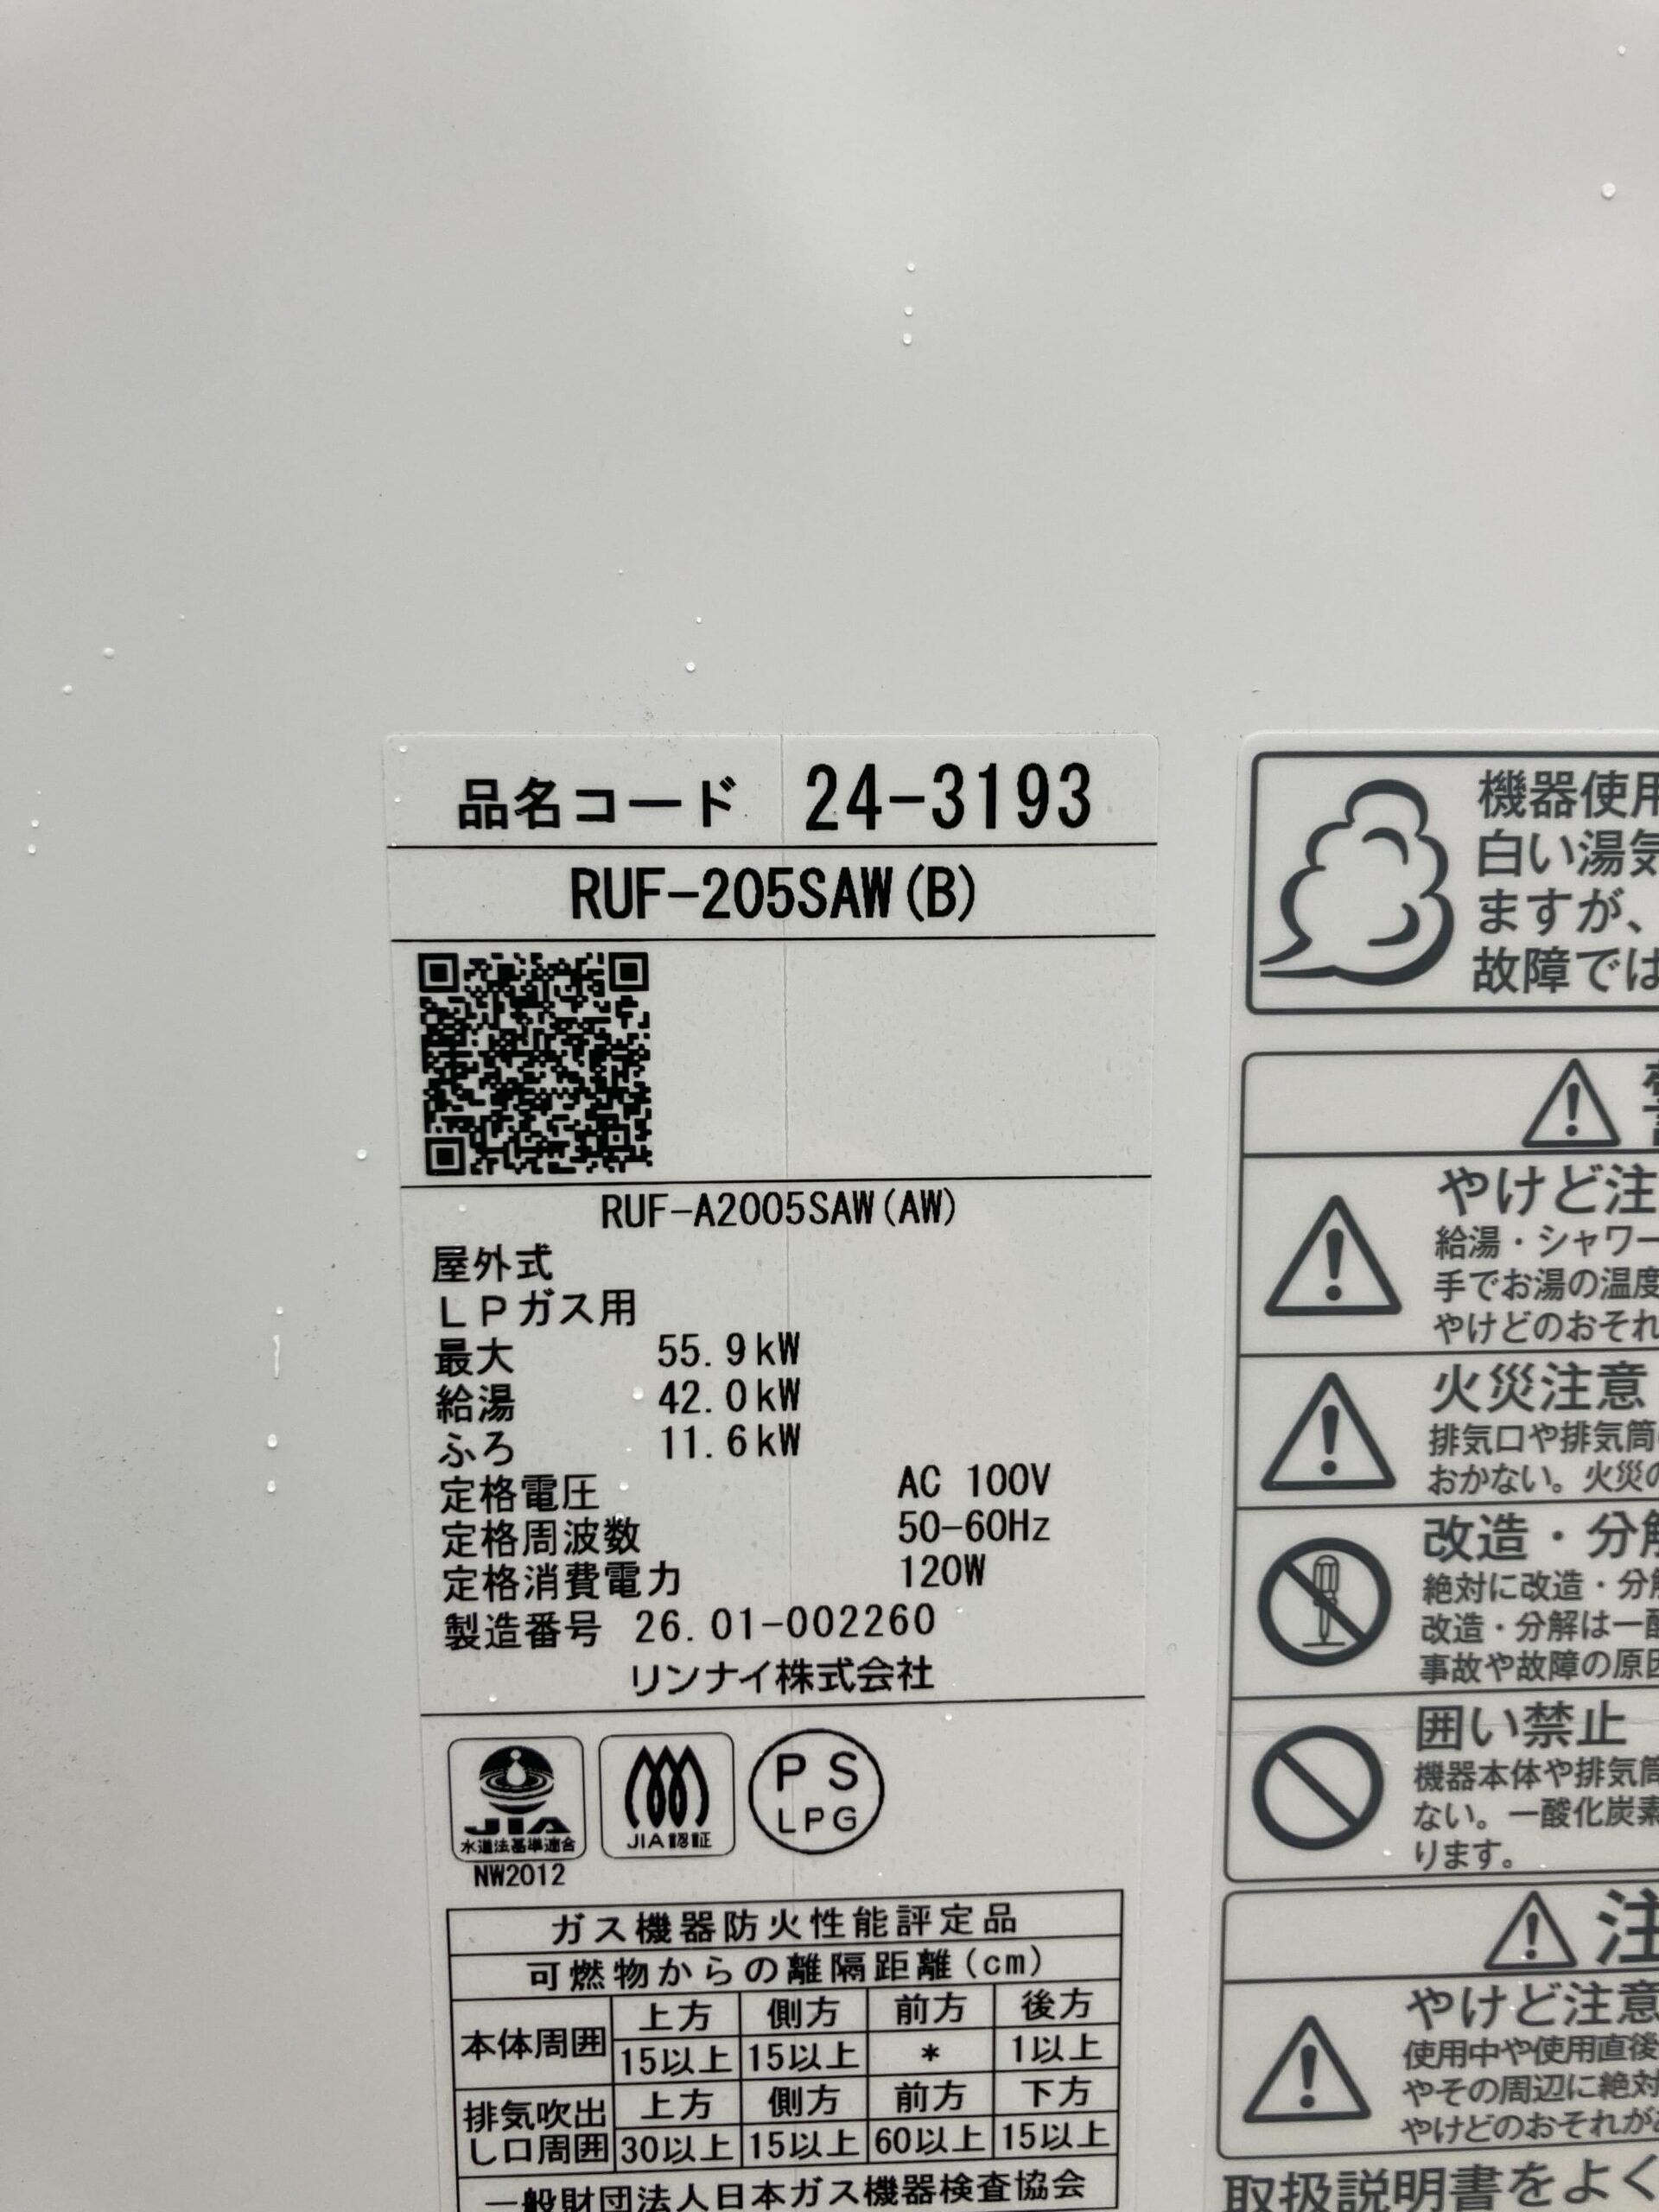 品名コード 24-3193
RUF-205SAW(B)
RUF-A2005SAW(AW)
屋外式
LPガス用
最大 55.9kW
給湯 42.0kW
ふろ 11.6kW
定格電圧 AC 100V
定格周波数 50-60Hz
定格消費電力 120W
製造番号 26.01-002260
リンナイ株式会社
JIA
水道法基準適合
NW2012
JIA認証
PS
LPG
ガス機器防火性能評定品
可燃物からの離隔距離(cm)
本体周囲
上方 側方 前方 後方
15以上 15以上 * 1以上
排気吹出
し口周囲
上方 側方 前方 下方
30以上 15以上 60以上 15以上
一般財団法人日本ガス機器検査協会
機器使用
白い湯気
ますが、
故障では
やけど注
給湯・シャワー
手でお湯の温度
やけどのおそれ
火災注意
排気口や排気筒
おかない。火災の
改造・分解
絶対に改造・分解
改造・分解は一酸
事故や故障の原因
囲い禁止
機器本体や排気筒
ない。一酸化炭素
ります。
注
やけど注意
使用中や使用直後
やその周辺に絶対
やけどのおそれが
取扱説明書をよく